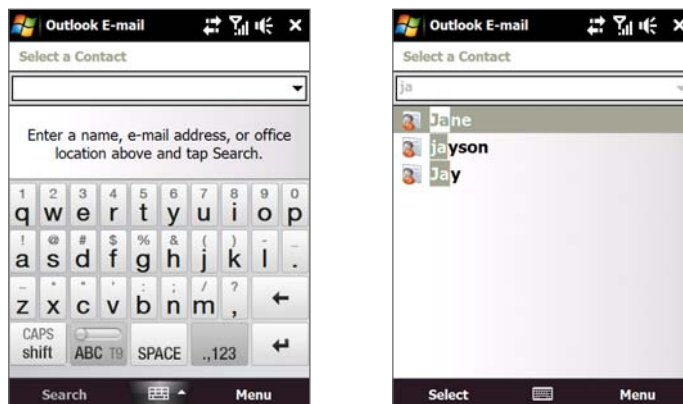 Outlook E-mail
Select a Contact
Enter a name, e-mail address, or office
location above and tap Search.
1 2 3 4 5 6 7 8 9 0
q w e r t y u i o p
! @ # $ % & ( ) - _
a s d f g h j k l .
z x c v b n m ,
CAPS
shift ABC T9 SPACE .,123
Search Menu
Outlook E-mail
Select a Contact
ja
Jane
jayson
Jay
Select Menu